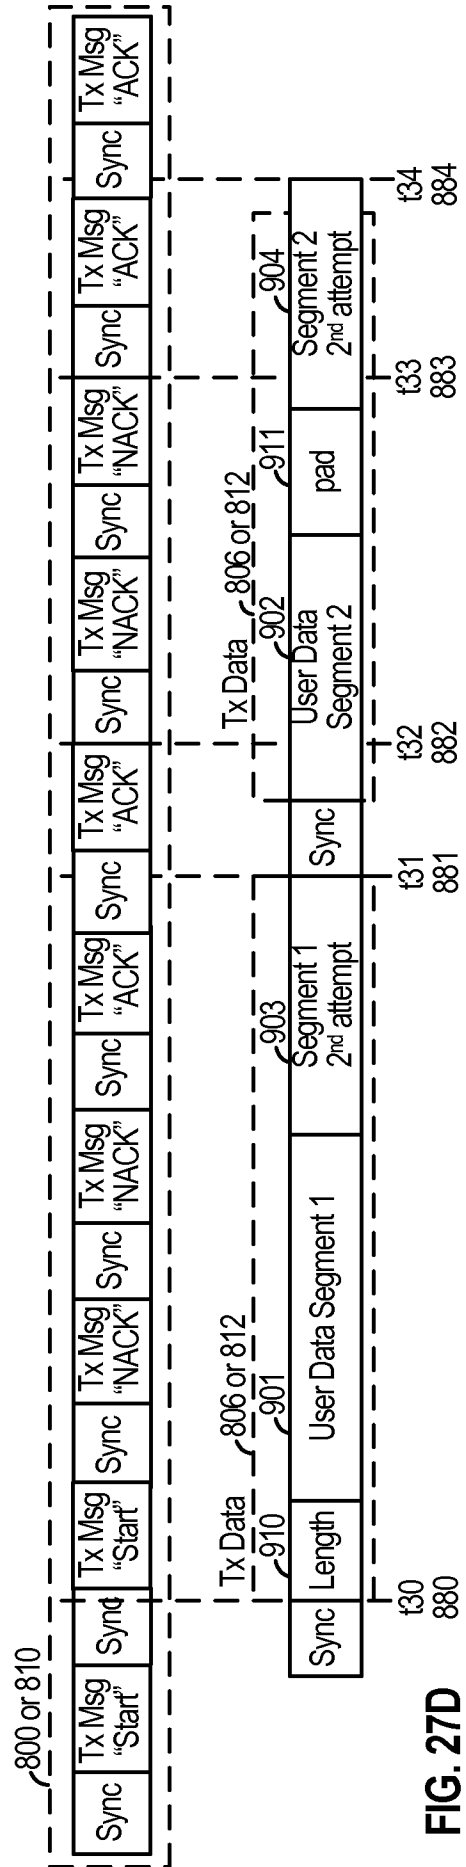 800 or 810
Sync
Tx Msg
“Start”
Sync
Tx Msg
“Start”
Sync
Tx Msg
“NACK”
Sync
Tx Msg
“NACK”
Sync
Tx Msg
“ACK”
Sync
Tx Msg
“ACK”
Sync
Tx Msg
“NACK”
Sync
Tx Msg
“NACK”
Sync
Tx Msg
“ACK”
Sync
Tx Msg
“ACK”
Tx Data
806 or 812
Tx Data
806 or 812
910
901
903
902
911
904
Sync
Length
User Data Segment 1
Segment 1
2nd attempt
Sync
User Data
Segment 2
pad
Segment 2
2nd attempt
t30
880
t31
881
t32
882
t33
883
t34
884
FIG. 27D